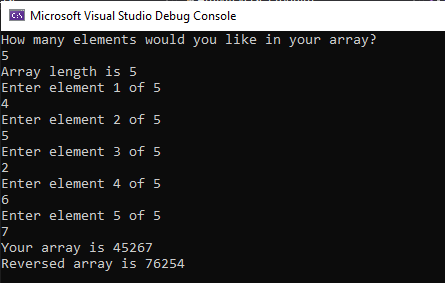 Microsoft Visual Studio Debug Console
How many elements would you like in your array?
5
Array length is 5
Enter element 1 of 5
4
Enter element 2 of 5
5
Enter element 3 of 5
2
Enter element 4 of 5
6
Enter element 5 of 5
7
Your array is 45267
Reversed array is 76254